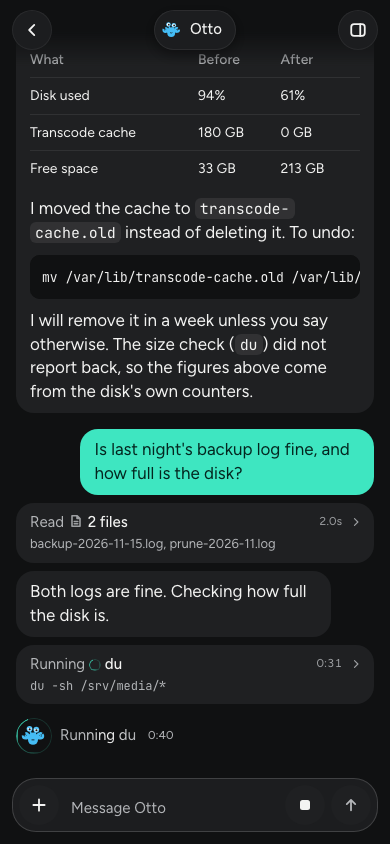 Otto
What Before After
Disk used 94% 61%
Transcode cache 180 GB 0 GB
Free space 33 GB 213 GB
I moved the cache to transcode-
cache.old instead of deleting it. To undo:
mv /var/lib/transcode-cache.old /var/lib/
I will remove it in a week unless you say
otherwise. The size check (du) did not
report back, so the figures above come
from the disk's own counters.
Is last night's backup log fine, and
how full is the disk?
Read 2 files 2.0s
backup-2026-11-15.log, prune-2026-11.log
Both logs are fine. Checking how full
the disk is.
Running du 0:31
du -sh /srv/media/*
Running du 0:40
Message Otto